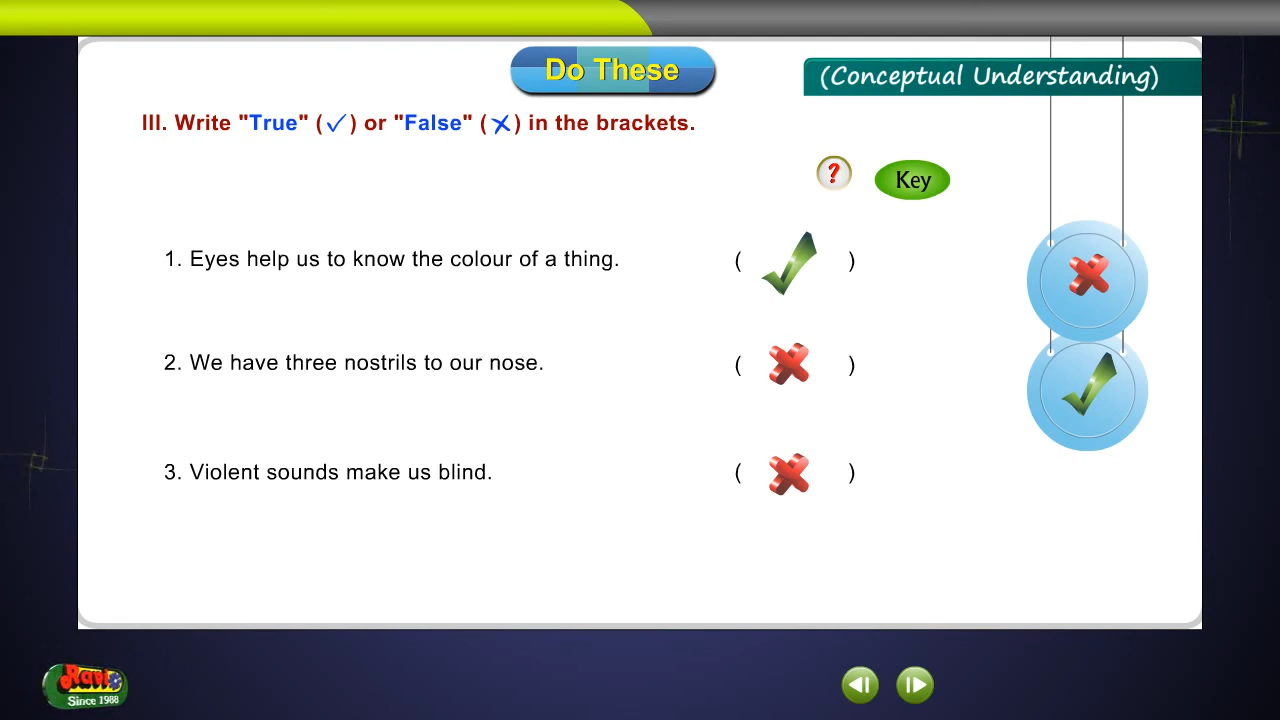 Do These
(Conceptual Understanding)
III. Write "True" (✓) or "False" (✗) in the brackets.
?
Key
1. Eyes help us to know the colour of a thing. ( ✓ )
2. We have three nostrils to our nose. ( ✗ )
3. Violent sounds make us blind. ( ✗ )
Since 1988